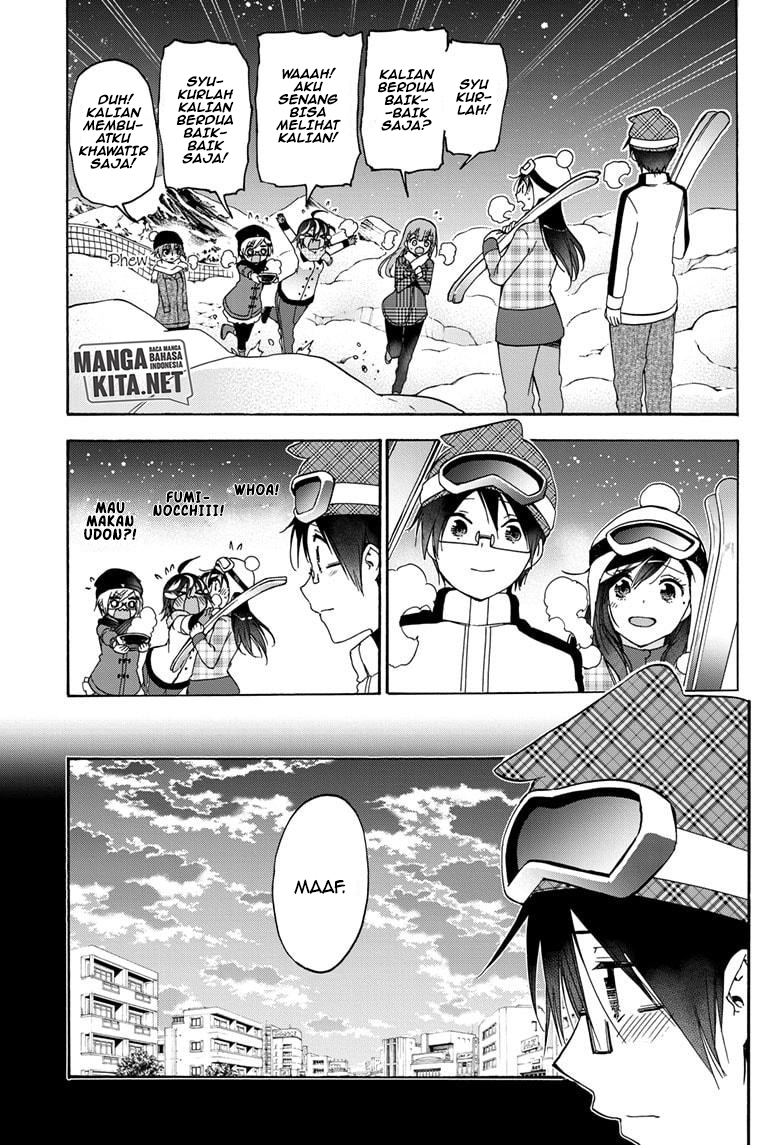 SYU
KUR-
LAH!
KALIAN
BERDUA
BAIK-
-BAIK
SAJA?
WAAAH!
AKU
SENANG
BISA
MELIHAT
KALIAN!
SYU-
KURLAH
KALIAN
BERDUA
BAIK-
BAIK
SAJA!
DUH!
KALIAN
MEMBU-
ATKU
KHAWATIR
SAJA!
Phew
MANGA
KITA.NET
BACA MANGA
BAHASA
INDONESIA
WHOA!
FUMI-
NOCCHIII!
MAU
MAKAN
UDON?!
MAAF.